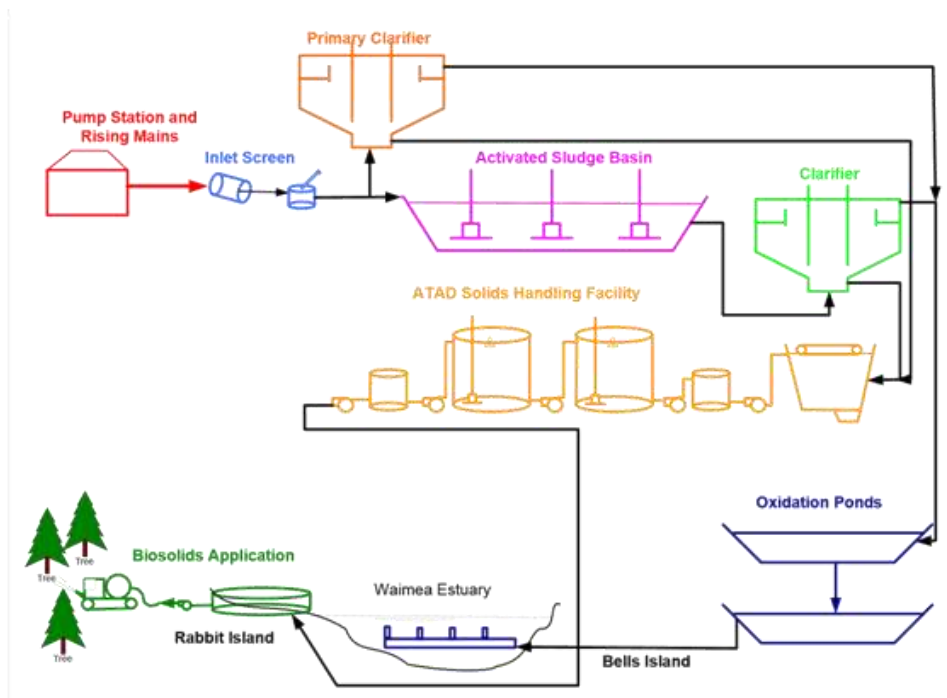 Primary Clarifier
Pump Station and
Rising Mains
Inlet Screen
Activated Sludge Basin
Clarifier
ATAD Solids Handling Facility
Oxidation Ponds
Biosolids Application
Tree
Tree
Tree
Waimea Estuary
Rabbit Island
Bells Island